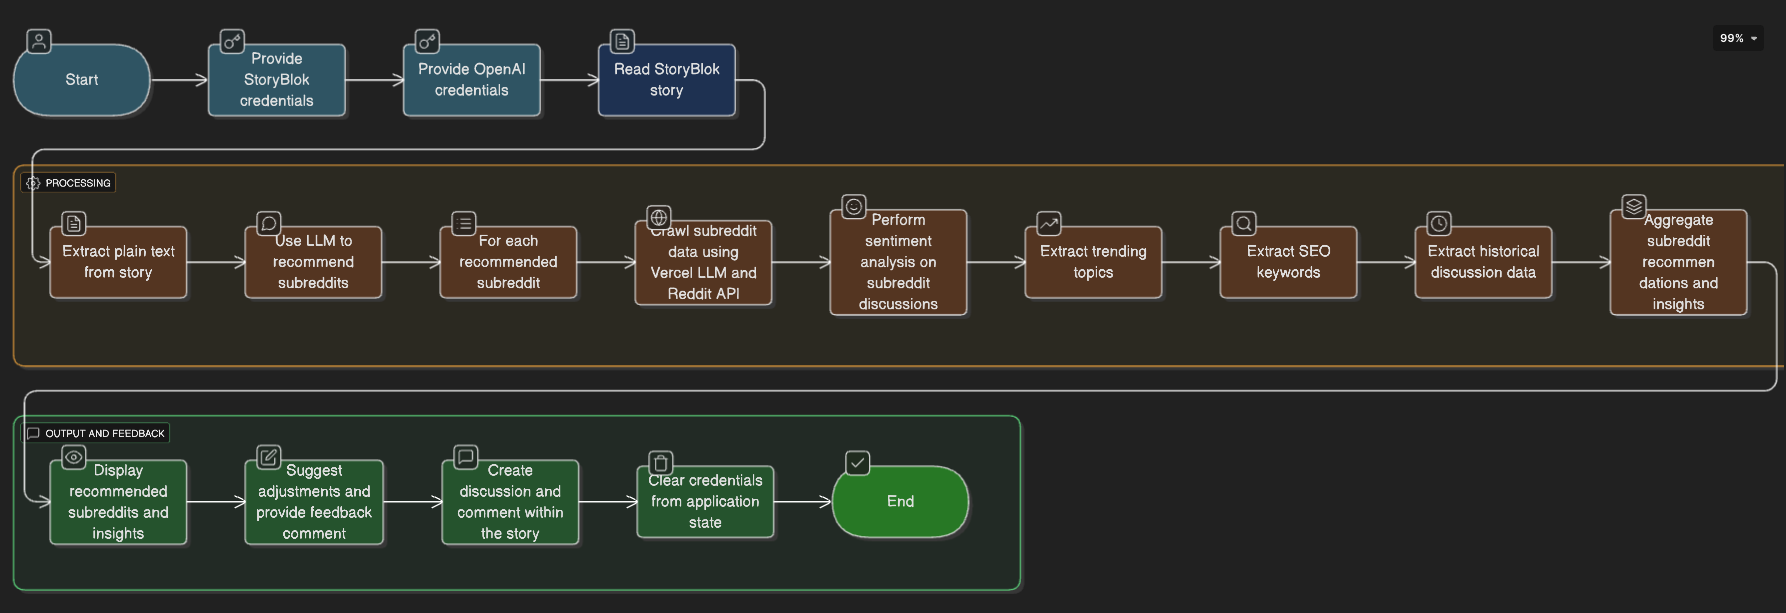 99%
Start
Provide
StoryBlok
credentials
Provide OpenAI
credentials
Read StoryBlok
story
PROCESSING
Extract plain text
from story
Use LLM to
recommend
subreddits
For each
recommended
subreddit
Crawl subreddit
data using
Vercel LLM and
Reddit API
Perform
sentiment
analysis on
subreddit
discussions
Extract trending
topics
Extract SEO
keywords
Extract historical
discussion data
Aggregate
subreddit
recommen
dations and
insights
OUTPUT AND FEEDBACK
Display
recommended
subreddits and
insights
Suggest
adjustments and
provide feedback
comment
Create
discussion and
comment within
the story
Clear credentials
from application
state
End